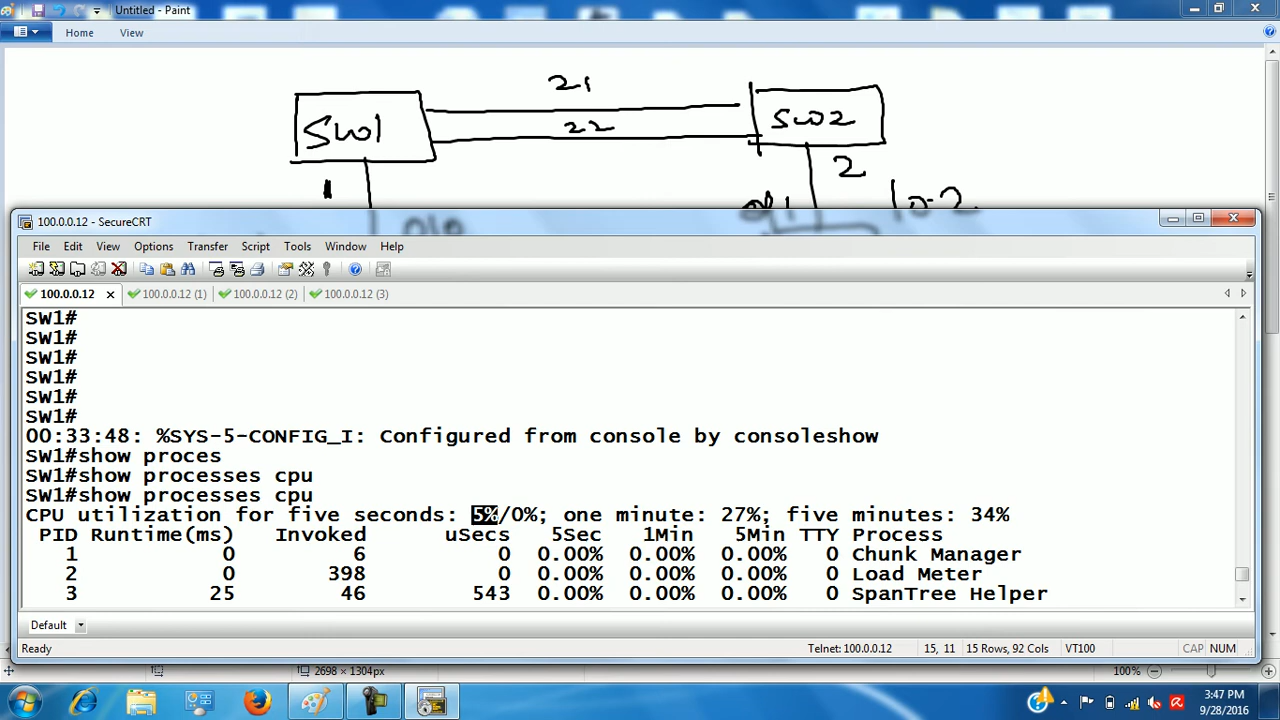 Untitled - Paint
Home View
21
SW1
22
SW2
1
2
10.2
100.0.0.12 - SecureCRT
File Edit View Options Transfer Script Tools Window Help
100.0.0.12 100.0.0.12 (1) 100.0.0.12 (2) 100.0.0.12 (3)
SW1#
SW1#
SW1#
SW1#
SW1#
SW1#
00:33:48: %SYS-5-CONFIG_I: Configured from console by consoleshow
SW1#show proces
SW1#show processes cpu
SW1#show processes cpu
CPU utilization for five seconds: 5%/0%; one minute: 27%; five minutes: 34%
PID Runtime(ms) Invoked uSecs 5Sec 1Min 5Min TTY Process
1 0 6 0 0.00% 0.00% 0.00% 0 Chunk Manager
2 0 398 0 0.00% 0.00% 0.00% 0 Load Meter
3 25 46 543 0.00% 0.00% 0.00% 0 SpanTree Helper
Default
Ready Telnet: 100.0.0.12 15, 11 15 Rows, 92 Cols VT100 CAP NUM
2698 × 1304px 100%
3:47 PM
9/28/2016